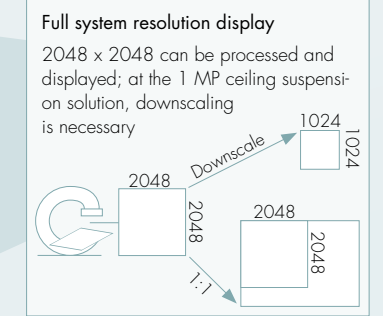 Full system resolution display
2048 x 2048 can be processed and
displayed; at the 1 MP ceiling suspensi-
on solution, downscaling
is necessary
1024
1024
Downscale
2048
2048
2048
2048
1:1